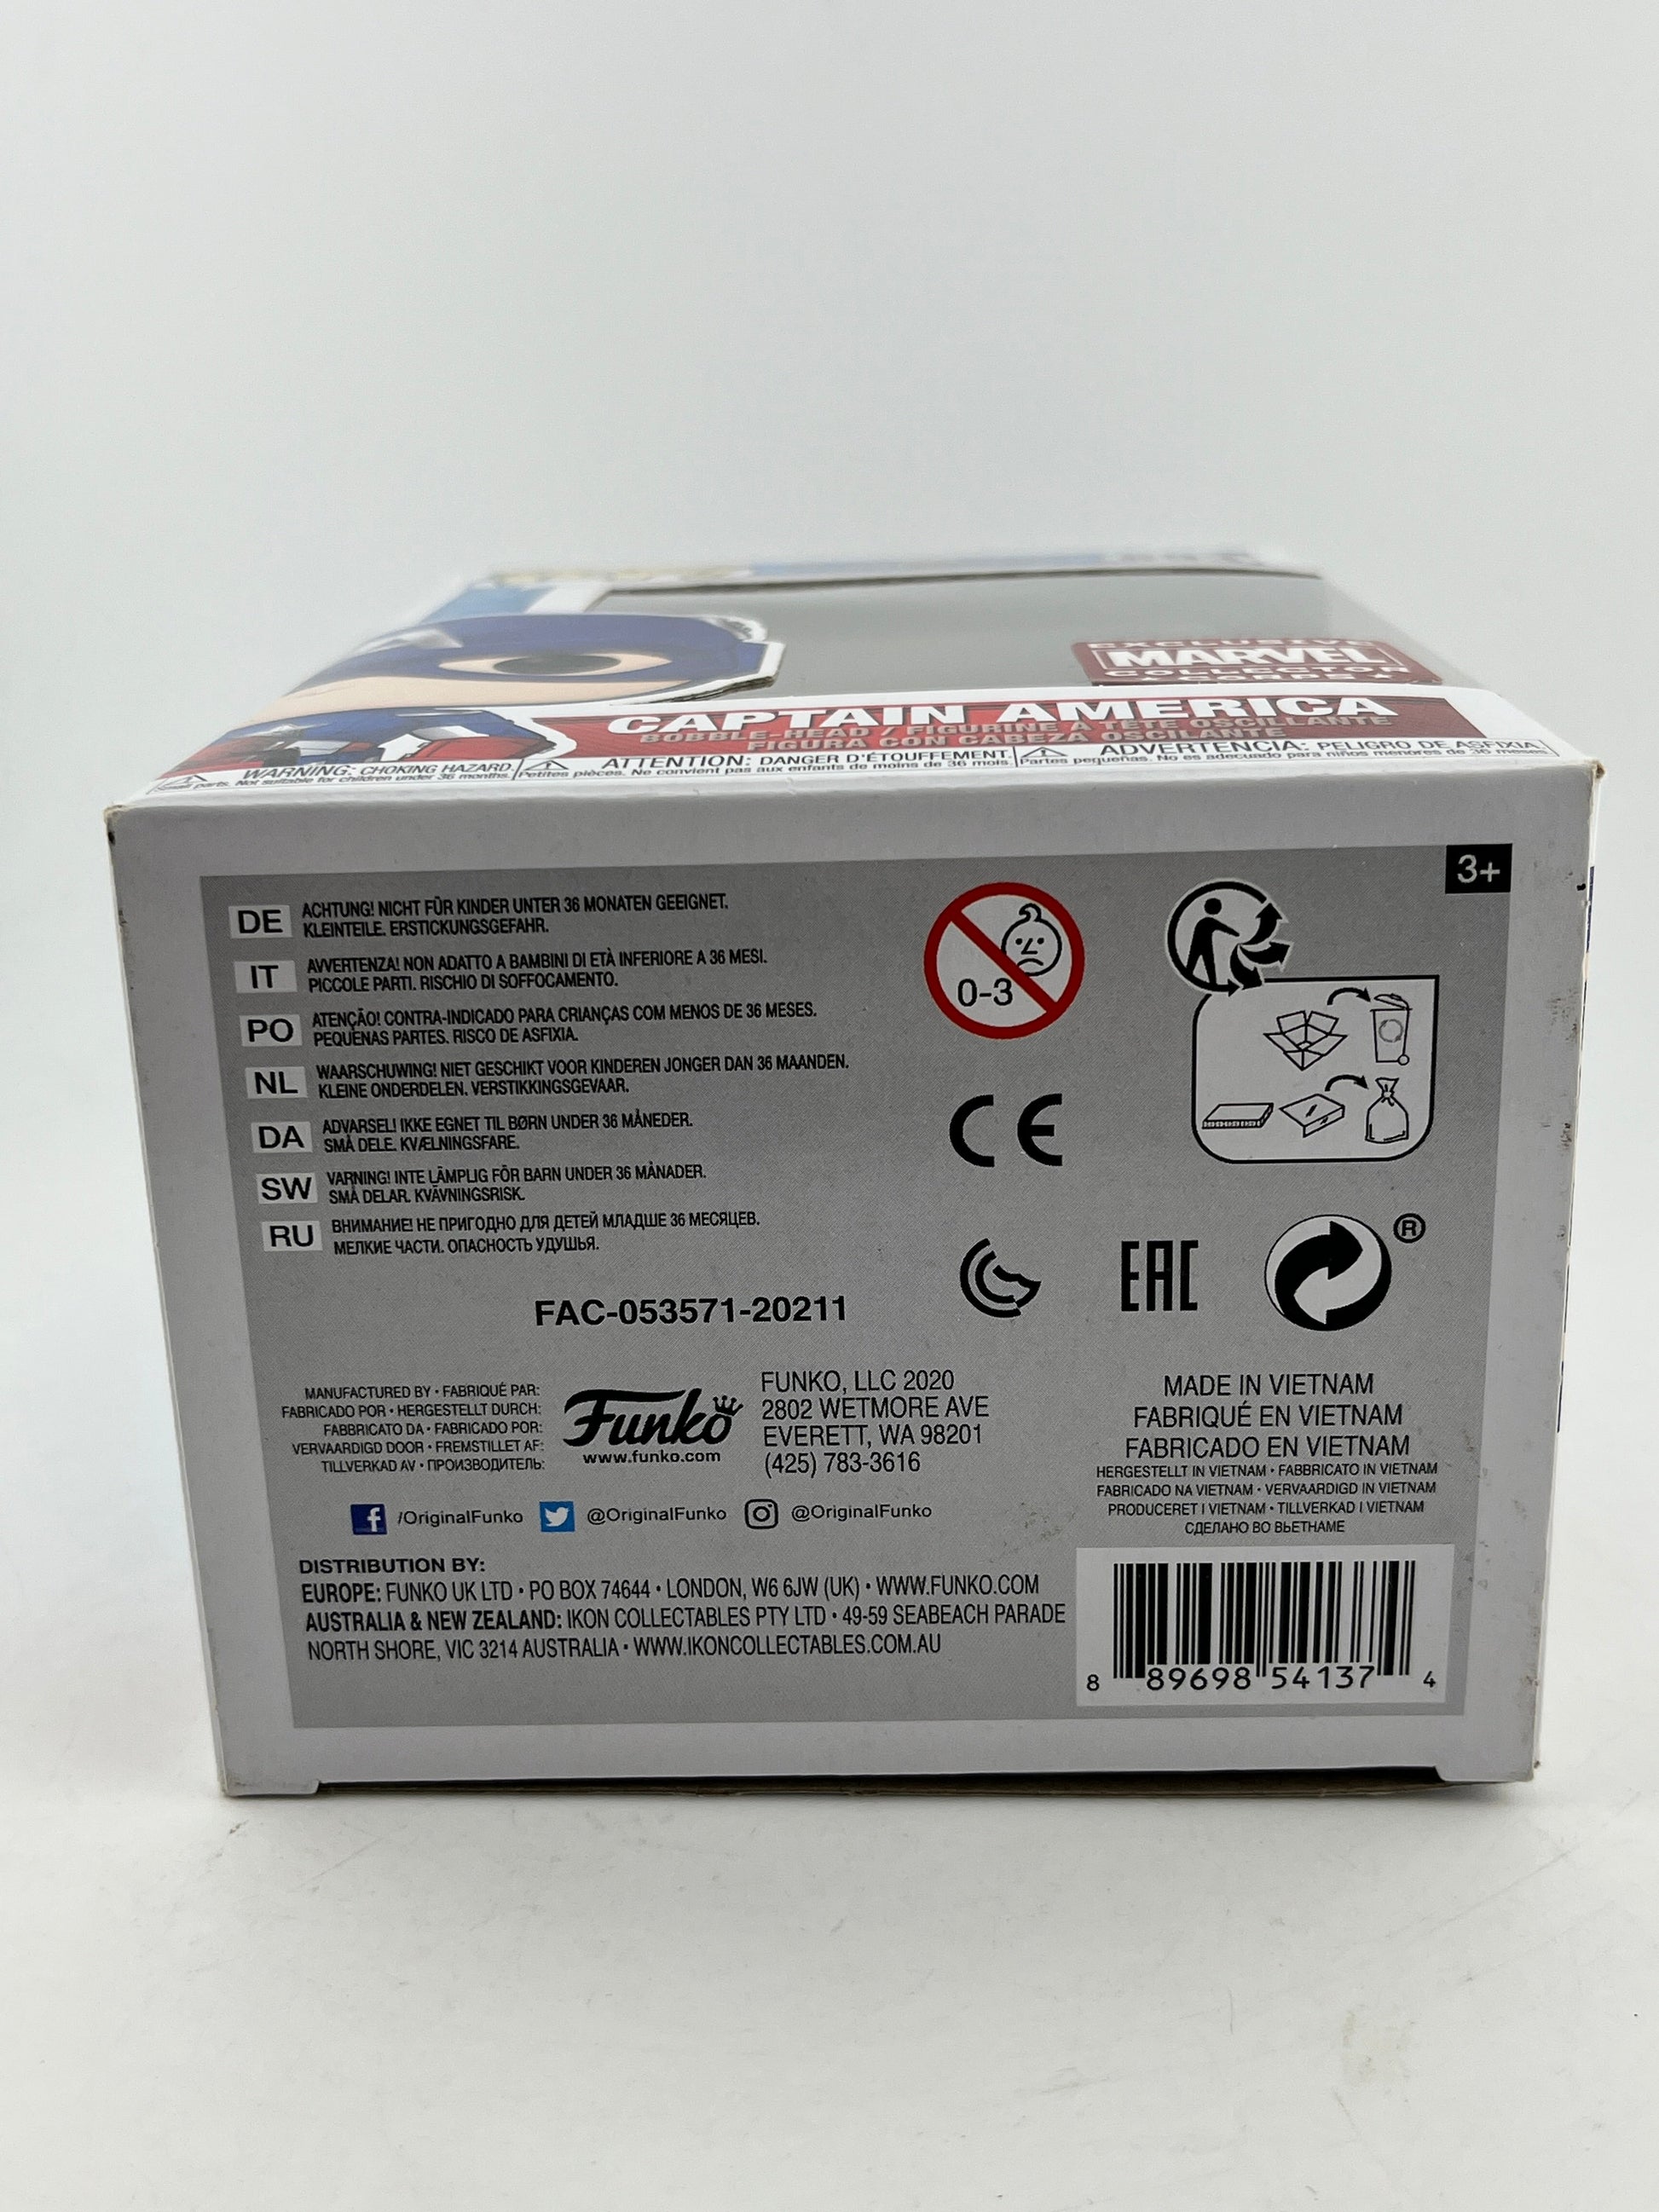 EXCLUSIVE
MARVEL
COLLECTOR
CORPS
CAPTAIN AMERICA
BOBBLE-HEAD / FIGURINE À TÊTE OSCILLANTE
FIGURA CON CABEZA OSCILANTE
WARNING: CHOKING HAZARD.
Small parts. Not suitable for children under 36 months.
ATTENTION: DANGER D'ÉTOUFFEMENT.
Petites pièces. Ne convient pas aux enfants de moins de 36 mois.
ADVERTENCIA: PELIGRO DE ASFIXIA.
Partes pequeñas. No es adecuado para niños menores de 36 meses.
3+
DE ACHTUNG! NICHT FÜR KINDER UNTER 36 MONATEN GEEIGNET.
KLEINTEILE. ERSTICKUNGSGEFAHR.
IT AVVERTENZA! NON ADATTO A BAMBINI DI ETÀ INFERIORE A 36 MESI.
PICCOLE PARTI. RISCHIO DI SOFFOCAMENTO.
PO ATENÇÃO! CONTRA-INDICADO PARA CRIANÇAS COM MENOS DE 36 MESES.
PEQUENAS PARTES. RISCO DE ASFIXIA.
NL WAARSCHUWING! NIET GESCHIKT VOOR KINDEREN JONGER DAN 36 MAANDEN.
KLEINE ONDERDELEN. VERSTIKKINGSGEVAAR.
DA ADVARSEL! IKKE EGNET TIL BØRN UNDER 36 MÅNEDER.
SMÅ DELE. KVÆLNINGSFARE.
SW VARNING! INTE LÄMPLIG FÖR BARN UNDER 36 MÅNADER.
SMÅ DELAR. KVÄVNINGSRISK.
RU ВНИМАНИЕ! НЕ ПРИГОДНО ДЛЯ ДЕТЕЙ МЛАДШЕ 36 МЕСЯЦЕВ.
МЕЛКИЕ ЧАСТИ. ОПАСНОСТЬ УДУШЬЯ.
0-3
CE
EAC
®
FAC-053571-20211
MANUFACTURED BY • FABRIQUÉ PAR:
FABRICADO POR • HERGESTELLT DURCH:
FABBRICATO DA • FABRICADO POR:
VERVAARDIGD DOOR • FREMSTILLET AF:
TILLVERKAD AV • ПРОИЗВОДИТЕЛЬ:
Funko
www.funko.com
FUNKO, LLC 2020
2802 WETMORE AVE
EVERETT, WA 98201
(425) 783-3616
MADE IN VIETNAM
FABRIQUÉ EN VIETNAM
FABRICADO EN VIETNAM
HERGESTELLT IN VIETNAM • FABBRICATO IN VIETNAM
FABRICADO NA VIETNAM • VERVAARDIGD IN VIETNAM
PRODUCERET I VIETNAM • TILLVERKAD I VIETNAM
СДЕЛАНО ВО ВЬЕТНАМЕ
/OriginalFunko @OriginalFunko @OriginalFunko
DISTRIBUTION BY:
EUROPE: FUNKO UK LTD • PO BOX 74644 • LONDON, W6 6JW (UK) • WWW.FUNKO.COM
AUSTRALIA & NEW ZEALAND: IKON COLLECTABLES PTY LTD • 49-59 SEABEACH PARADE
NORTH SHORE, VIC 3214 AUSTRALIA • WWW.IKONCOLLECTABLES.COM.AU
8 89698 54137 4